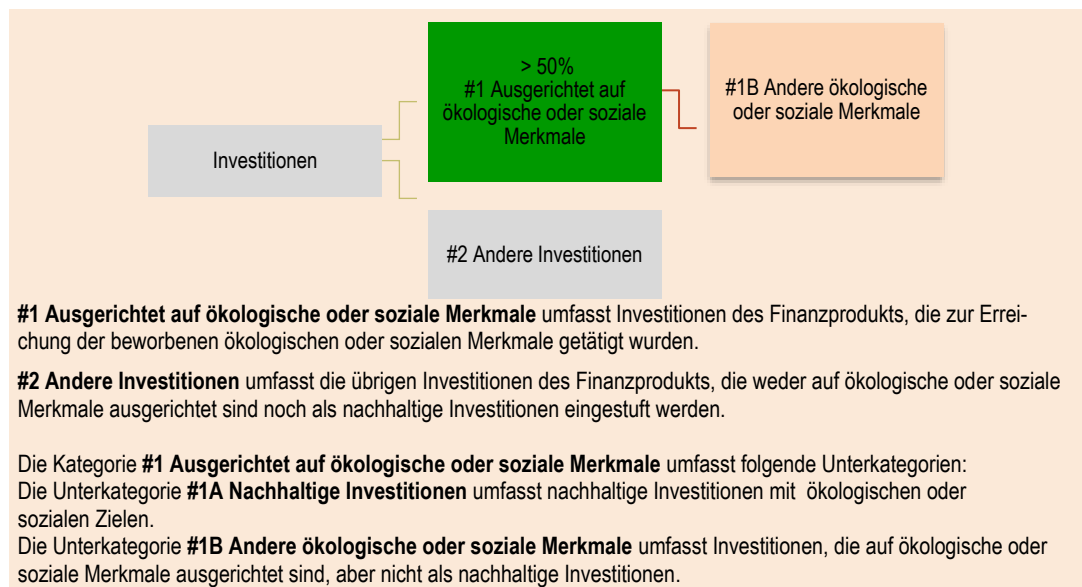 > 50%
#1 Ausgerichtet auf
ökologische oder soziale
Merkmale
#1B Andere ökologische
oder soziale Merkmale
Investitionen
#2 Andere Investitionen
#1 Ausgerichtet auf ökologische oder soziale Merkmale umfasst Investitionen des Finanzprodukts, die zur Errei-
chung der beworbenen ökologischen oder sozialen Merkmale getätigt wurden.
#2 Andere Investitionen umfasst die übrigen Investitionen des Finanzprodukts, die weder auf ökologische oder soziale
Merkmale ausgerichtet sind noch als nachhaltige Investitionen eingestuft werden.
Die Kategorie #1 Ausgerichtet auf ökologische oder soziale Merkmale umfasst folgende Unterkategorien:
Die Unterkategorie #1A Nachhaltige Investitionen umfasst nachhaltige Investitionen mit ökologischen oder
sozialen Zielen.
Die Unterkategorie #1B Andere ökologische oder soziale Merkmale umfasst Investitionen, die auf ökologische oder
soziale Merkmale ausgerichtet sind, aber nicht als nachhaltige Investitionen.